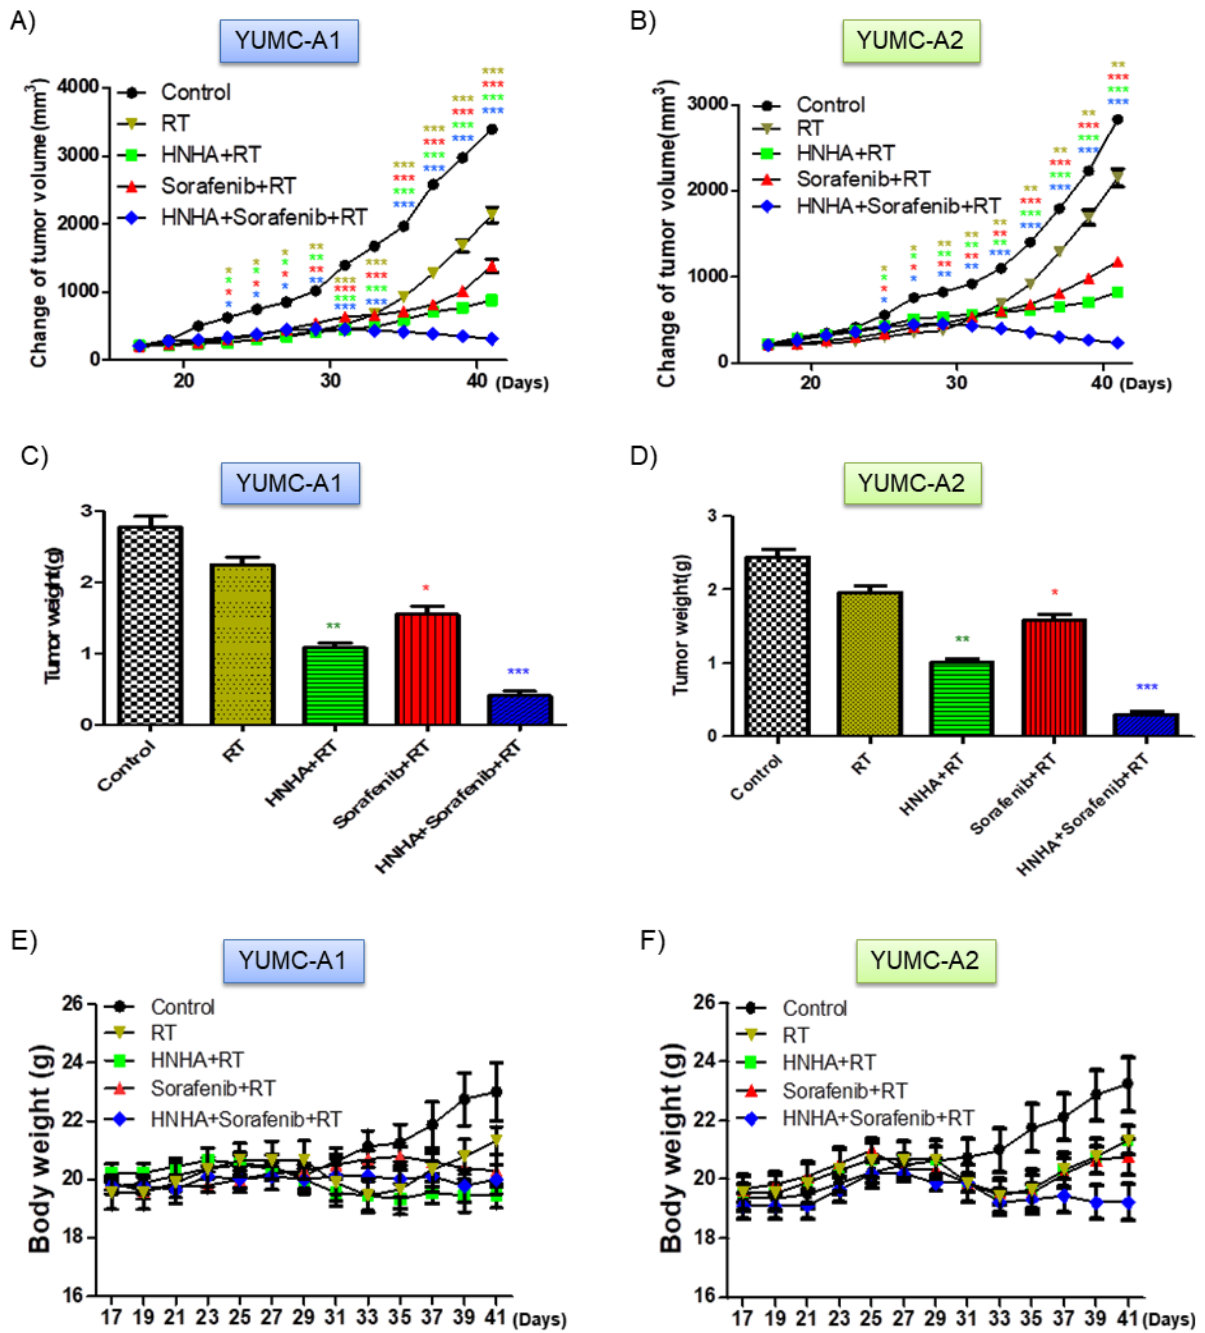 A)
YUMC-A1
Change of tumor volume(mm³)
4000
3000
2000
1000
0
Control
RT
HNHA+RT
Sorafenib+RT
HNHA+Sorafenib+RT
20
30
40
(Days)
B)
YUMC-A2
Change of tumor volume(mm³)
3000
2000
1000
0
Control
RT
HNHA+RT
Sorafenib+RT
HNHA+Sorafenib+RT
20
30
40
(Days)
C)
YUMC-A1
Tumor weight(g)
3
2
1
0
**
*
***
Control
RT
HNHA+RT
Sorafenib+RT
HNHA+Sorafenib+RT
D)
YUMC-A2
Tumor weight(g)
3
2
1
0
**
*
***
Control
RT
HNHA+RT
Sorafenib+RT
HNHA+Sorafenib+RT
E)
YUMC-A1
Body weight (g)
26
24
22
20
18
16
Control
RT
HNHA+RT
Sorafenib+RT
HNHA+Sorafenib+RT
17 19 21 23 25 27 29 31 33 35 37 39 41 (Days)
F)
YUMC-A2
Body weight (g)
26
24
22
20
18
16
Control
RT
HNHA+RT
Sorafenib+RT
HNHA+Sorafenib+RT
17 19 21 23 25 27 29 31 33 35 37 39 41 (Days)